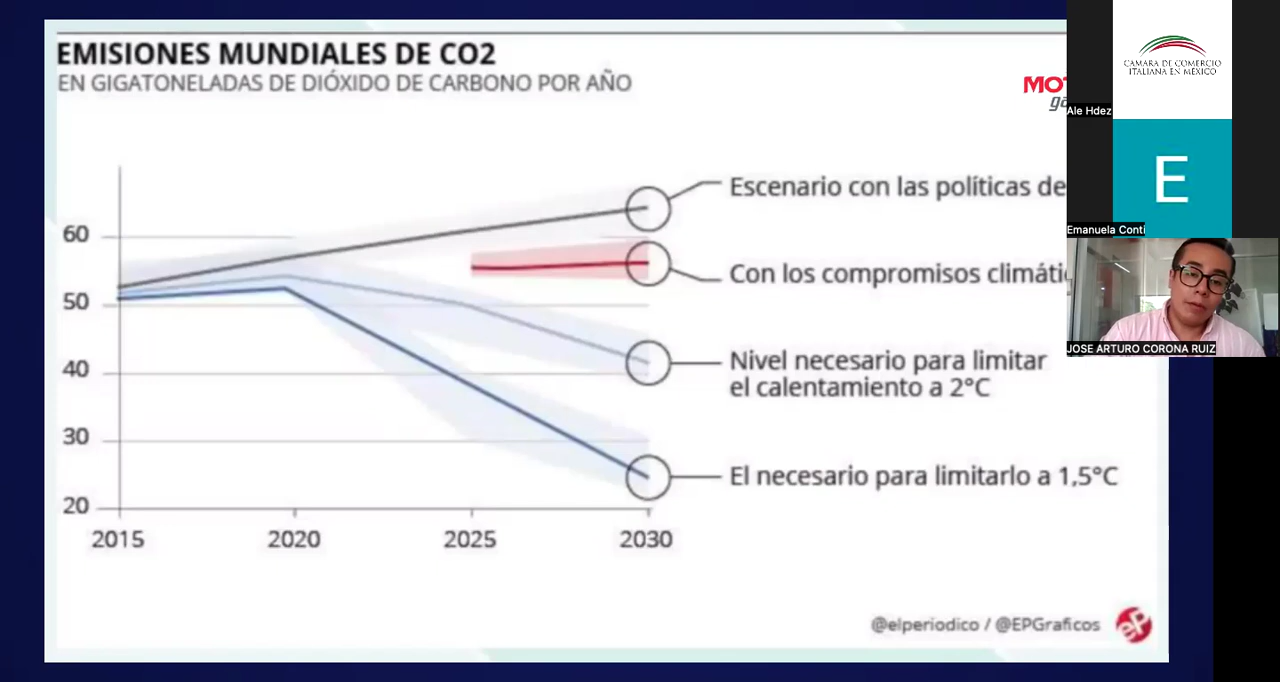 EMISIONES MUNDIALES DE CO2
EN GIGATONELADAS DE DIÓXIDO DE CARBONO POR AÑO
CAMARA DE COMERCIO
ITALIANA EN MÉXICO
Ale Hdez
E
Emanuela Conti
JOSE ARTURO CORONA RUIZ
Escenario con las políticas de
Con los compromisos climáti
Nivel necesario para limitar
el calentamiento a 2°C
El necesario para limitarlo a 1,5°C
60
50
40
30
20
2015 2020 2025 2030
@elperiodico / @EPGraficos
eP